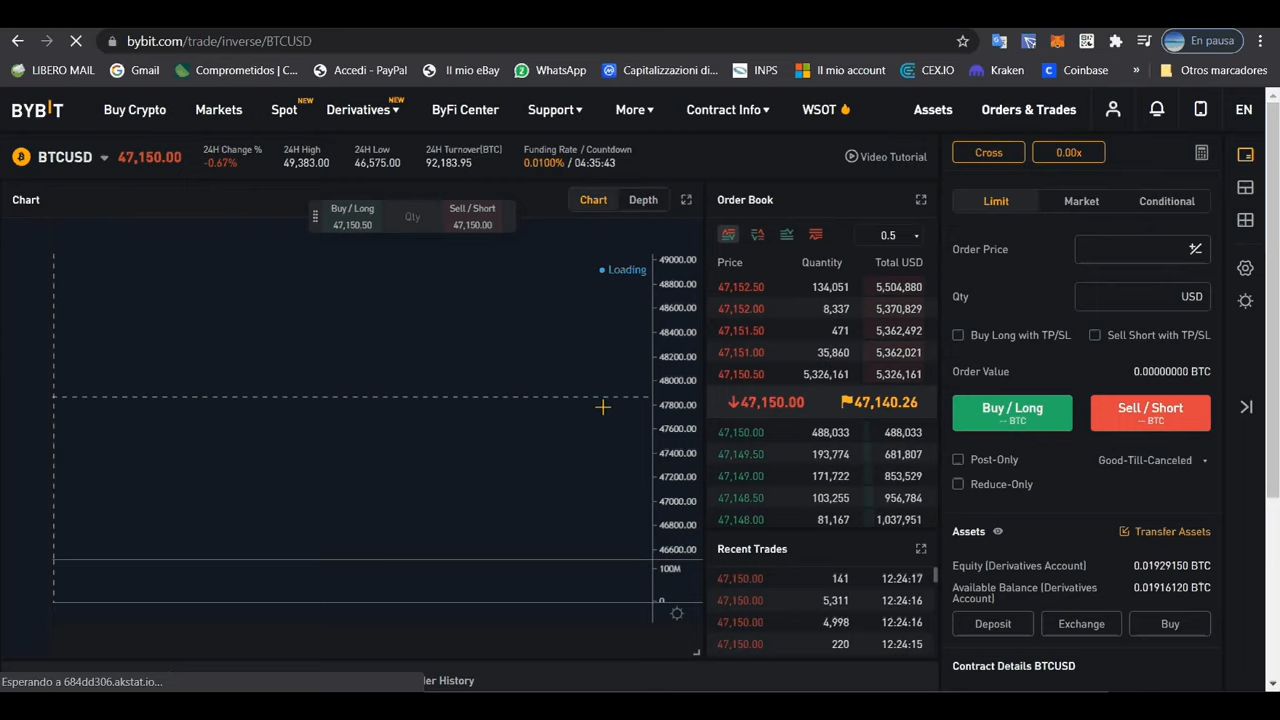 bybit.com/trade/inverse/BTCUSD
En pausa
LIBERO MAIL
Gmail
Comprometidos | C...
Accedi - PayPal
Il mio eBay
WhatsApp
Capitalizzazioni di...
INPS
Il mio account
CEX.IO
Kraken
Coinbase
»
Otros marcadores
BYBIT
Buy Crypto
Markets
Spot NEW
Derivatives NEW
ByFi Center
Support
More
Contract Info
WSOT
Assets
Orders & Trades
EN
BTCUSD
47,150.00
24H Change %
-0.67%
24H High
49,383.00
24H Low
46,575.00
24H Turnover(BTC)
92,183.95
Funding Rate / Countdown
0.0100% / 04:35:43
Video Tutorial
Chart
Chart
Depth
Buy / Long
47,150.50
Qty
Sell / Short
47,150.00
Loading
49000.00
48800.00
48600.00
48400.00
48200.00
48000.00
47800.00
47600.00
47400.00
47200.00
47000.00
46800.00
46600.00
100M
0
Order Book
0.5
Price Quantity Total USD
47,152.50 134,051 5,504,880
47,152.00 8,337 5,370,829
47,151.50 471 5,362,492
47,151.00 35,860 5,362,021
47,150.50 5,326,161 5,326,161
47,150.00 47,140.26
47,150.00 488,033 488,033
47,149.50 193,774 681,807
47,149.00 171,722 853,529
47,148.50 103,255 956,784
47,148.00 81,167 1,037,951
Recent Trades
47,150.00 141 12:24:17
47,150.00 5,311 12:24:16
47,150.00 4,998 12:24:16
47,150.00 220 12:24:15
Cross
0.00x
Limit
Market
Conditional
Order Price
Qty
USD
Buy Long with TP/SL
Sell Short with TP/SL
Order Value
0.00000000 BTC
Buy / Long
-- BTC
Sell / Short
-- BTC
Post-Only
Good-Till-Canceled
Reduce-Only
Assets
Transfer Assets
Equity (Derivatives Account)
0.01929150 BTC
Available Balance (Derivatives
Account)
0.01916120 BTC
Deposit
Exchange
Buy
Contract Details BTCUSD
Esperando a 684dd306.akstat.io...
der History